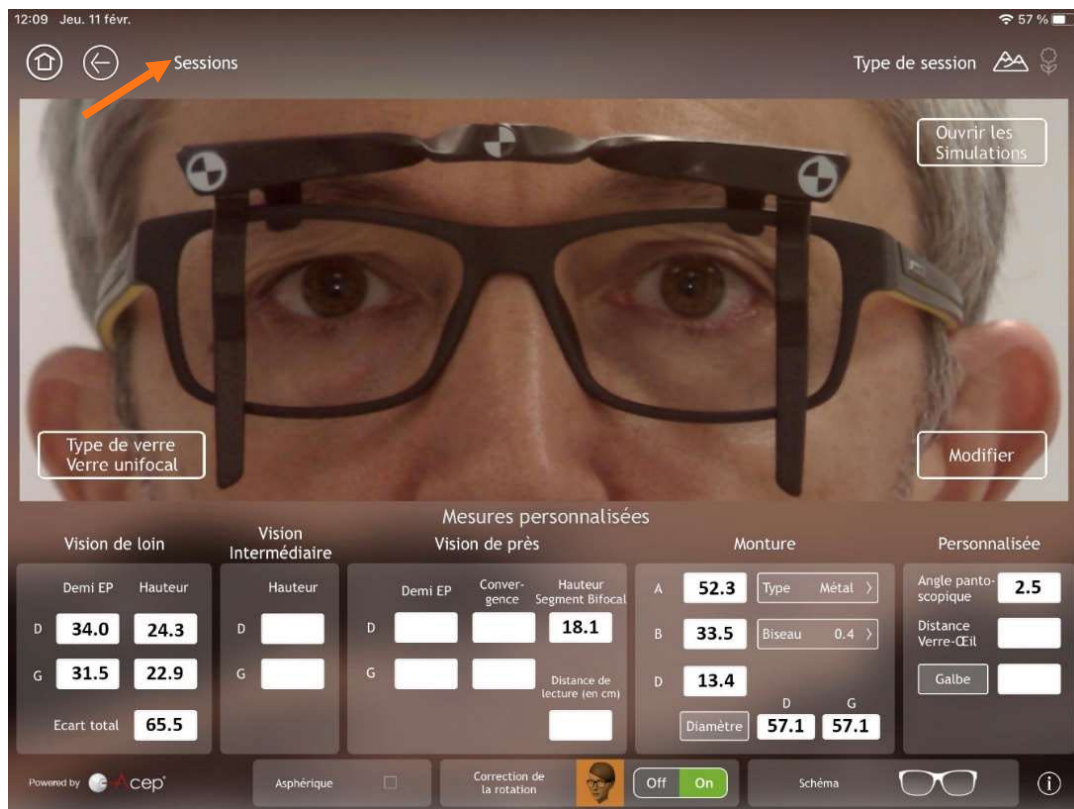 12:09 Jeu. 11 févr.
57 %
Sessions
Type de session
Ouvrir les
Simulations
Type de verre
Verre unifocal
Modifier
Mesures personnalisées
Vision de loin
Vision
Intermédiaire
Vision de près
Monture
Personnalisée
Demi EP Hauteur
D 34.0 24.3
G 31.5 22.9
Ecart total 65.5
Hauteur
D
G
Demi EP
Conver-
gence
Hauteur
Segment Bifocal
D 18.1
G
Distance de
lecture (en cm)
A 52.3 Type Métal >
B 33.5 Biseau 0.4 >
D 13.4
D G
Diamètre 57.1 57.1
Angle panto-
scopique 2.5
Distance
Verre-Œil
Galbe
Powered by Acep
Asphérique
Correction de
la rotation
Off On
Schéma
i